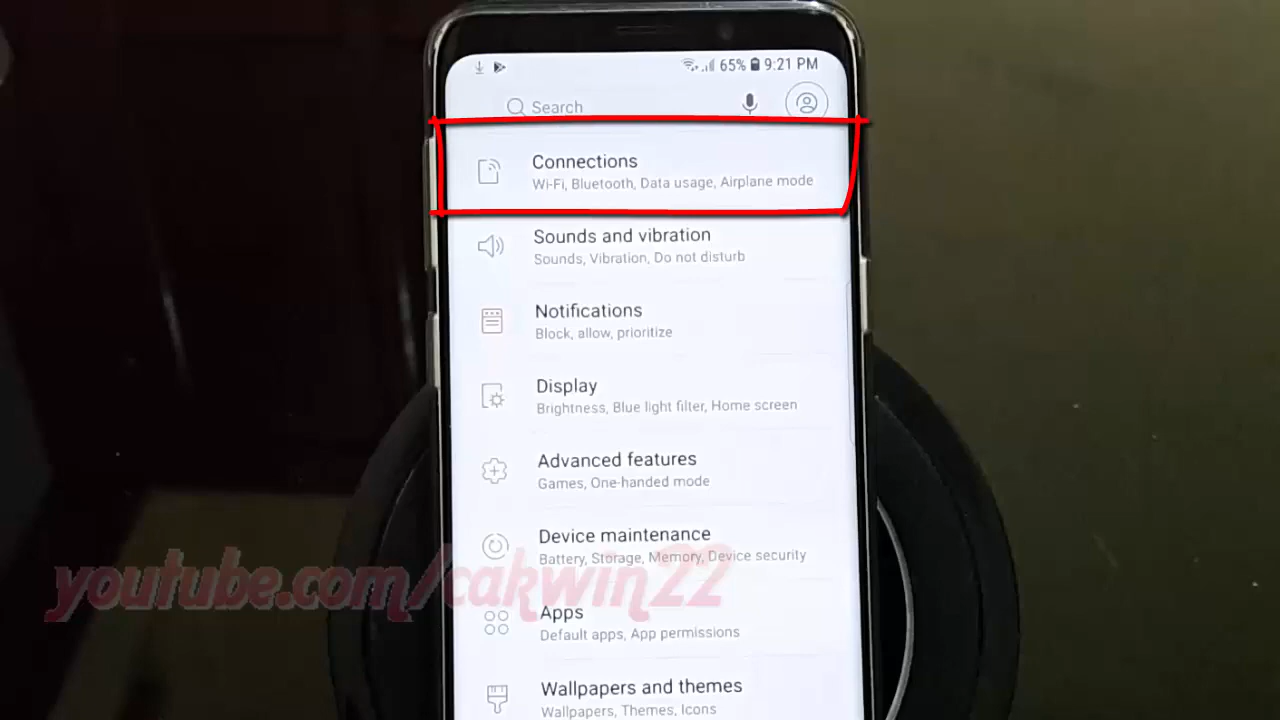 65% 9:21 PM
Search
Connections
Wi-Fi, Bluetooth, Data usage, Airplane mode
Sounds and vibration
Sounds, Vibration, Do not disturb
Notifications
Block, allow, prioritize
Display
Brightness, Blue light filter, Home screen
Advanced features
Games, One-handed mode
Device maintenance
Battery, Storage, Memory, Device security
youtube.com/cakwin22
Apps
Default apps, App permissions
Wallpapers and themes
Wallpapers, Themes, Icons